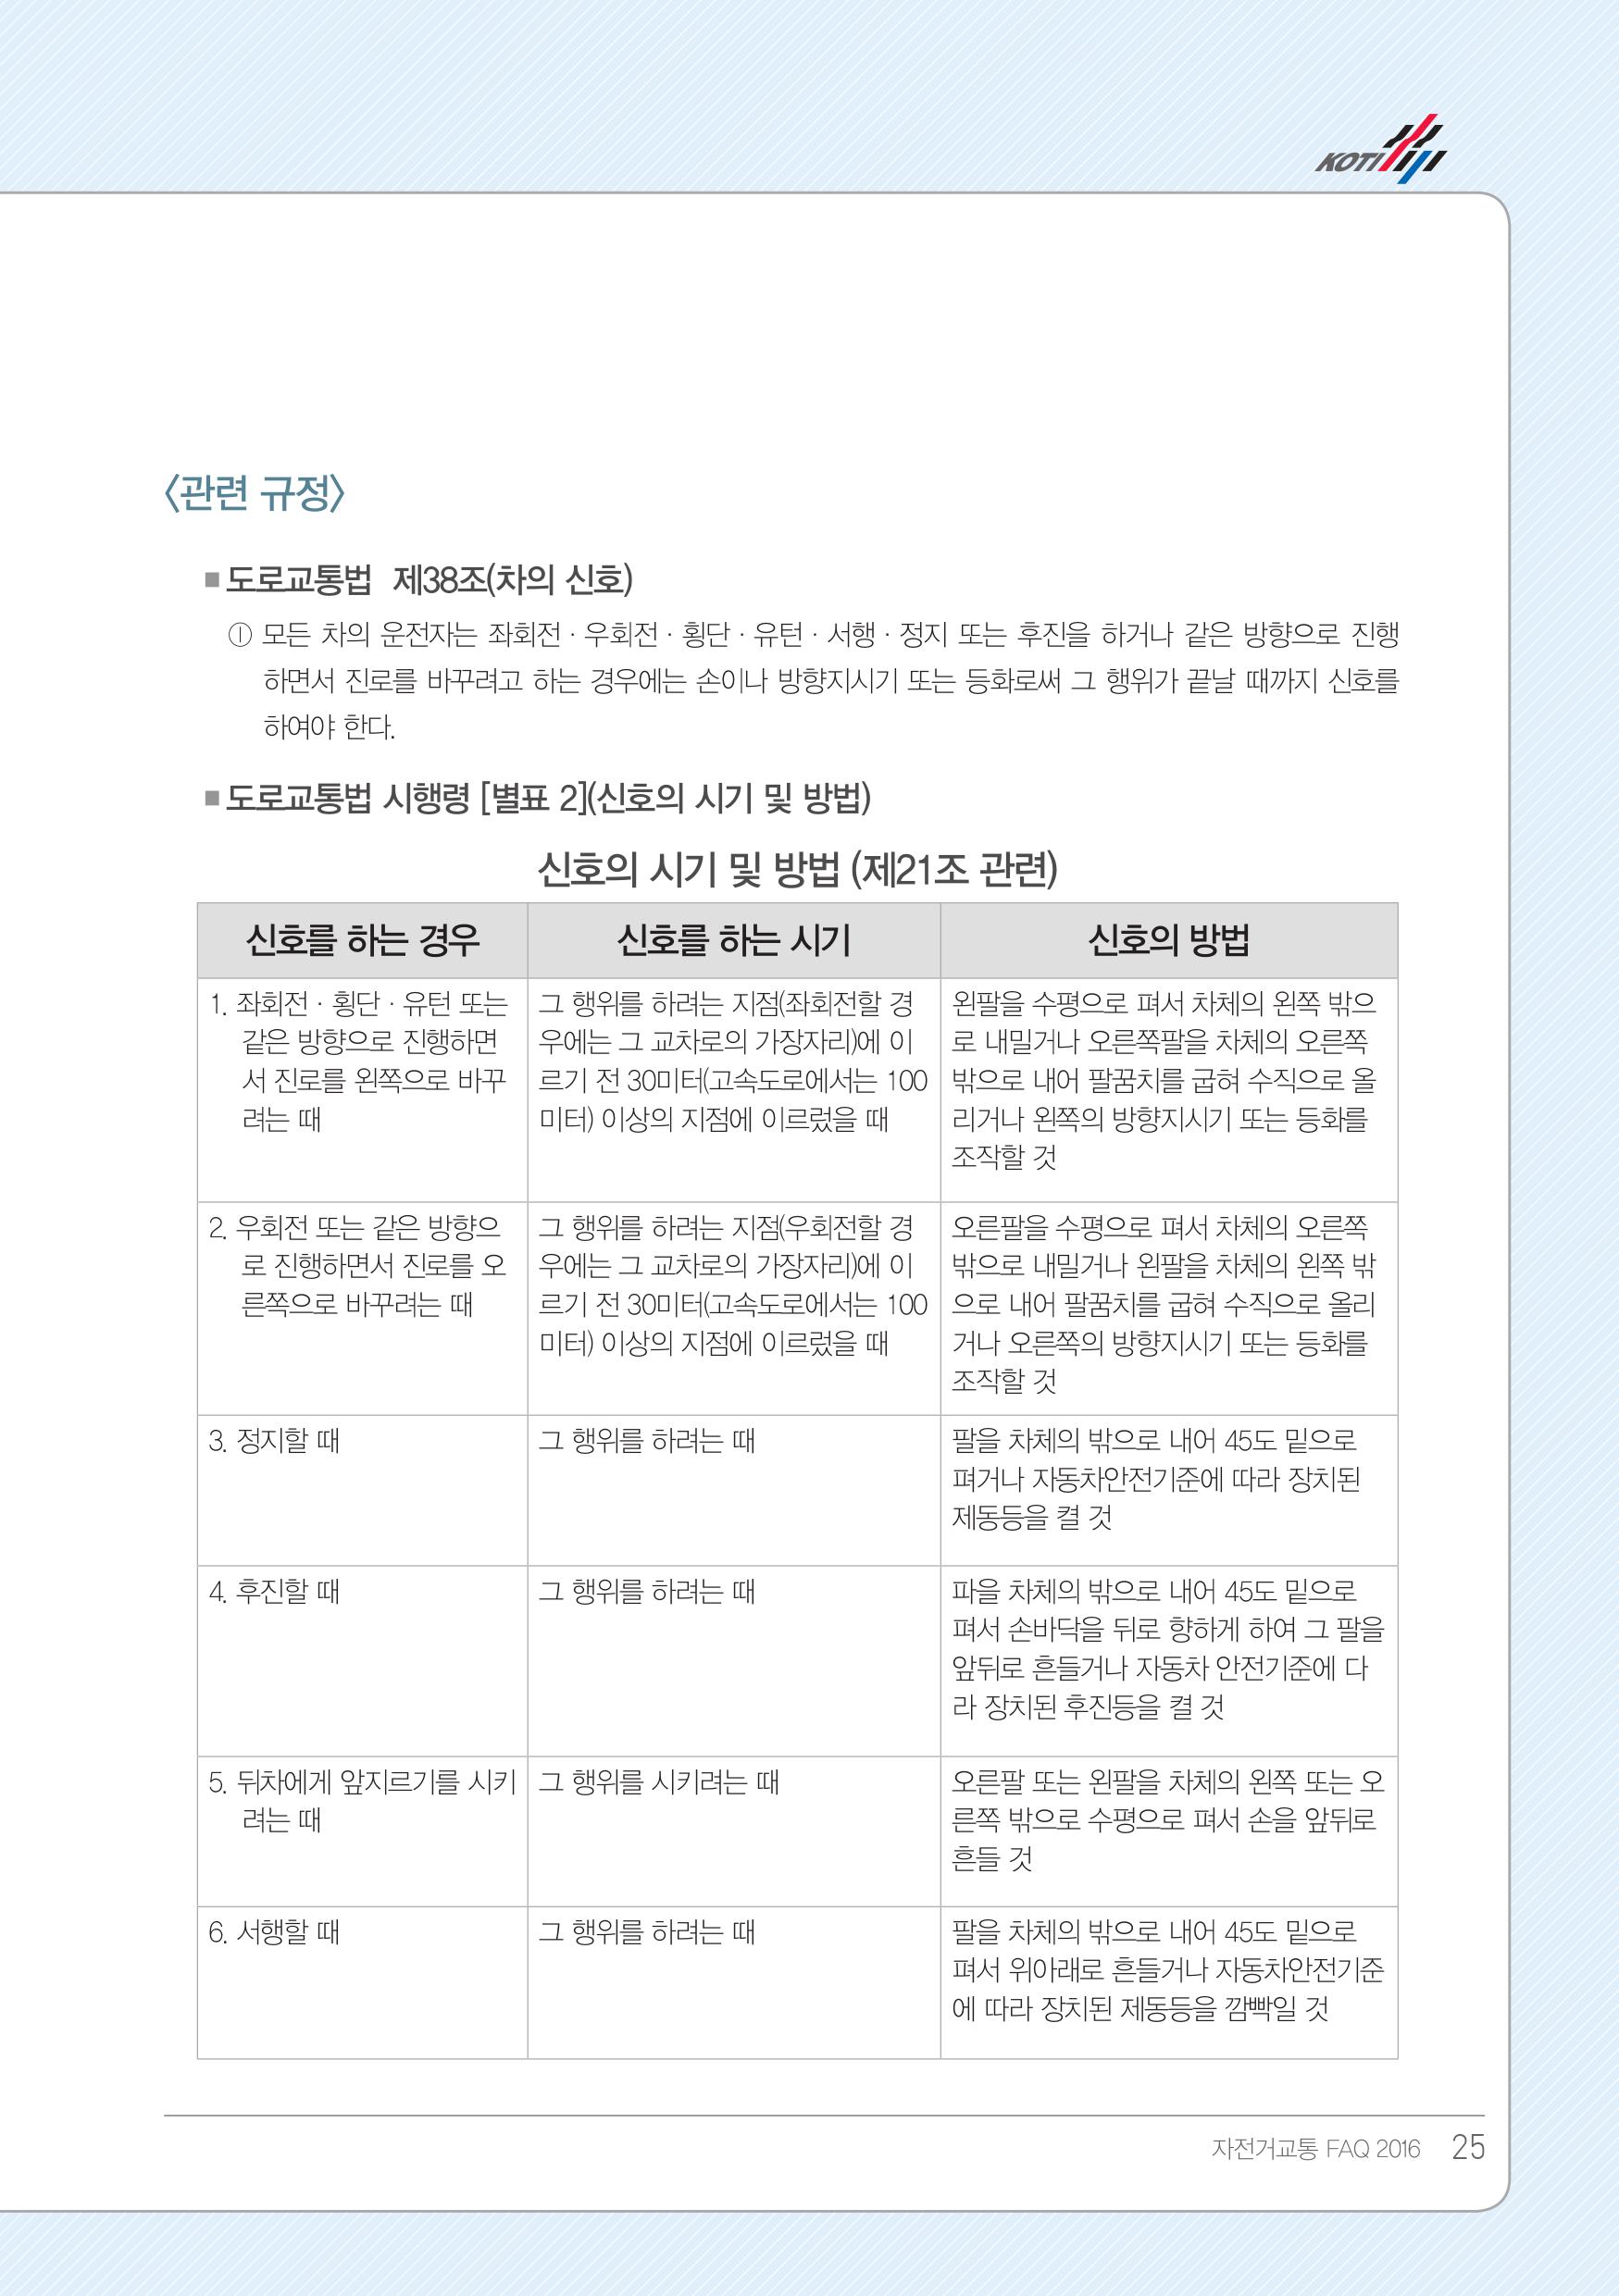 KOTI
〈관련 규정〉
■ 도로교통법 제38조(차의 신호)
① 모든 차의 운전자는 좌회전 · 우회전 · 횡단 · 유턴 · 서행 · 정지 또는 후진을 하거나 같은 방향으로 진행
하면서 진로를 바꾸려고 하는 경우에는 손이나 방향지시기 또는 등화로써 그 행위가 끝날 때까지 신호를
하여야 한다.
■ 도로교통법 시행령 [별표 2](신호의 시기 및 방법)
신호의 시기 및 방법 (제21조 관련)
신호를 하는 경우
신호를 하는 시기
신호의 방법
1. 좌회전 · 횡단 · 유턴 또는
같은 방향으로 진행하면
서 진로를 왼쪽으로 바꾸
려는 때
그 행위를 하려는 지점(좌회전할 경
우에는 그 교차로의 가장자리)에 이
르기 전 30미터(고속도로에서는 100
미터) 이상의 지점에 이르렀을 때
왼팔을 수평으로 펴서 차체의 왼쪽 밖으
로 내밀거나 오른쪽팔을 차체의 오른쪽
밖으로 내어 팔꿈치를 굽혀 수직으로 올
리거나 왼쪽의 방향지시기 또는 등화를
조작할 것
2. 우회전 또는 같은 방향으
로 진행하면서 진로를 오
른쪽으로 바꾸려는 때
그 행위를 하려는 지점(우회전할 경
우에는 그 교차로의 가장자리)에 이
르기 전 30미터(고속도로에서는 100
미터) 이상의 지점에 이르렀을 때
오른팔을 수평으로 펴서 차체의 오른쪽
밖으로 내밀거나 왼팔을 차체의 왼쪽 밖
으로 내어 팔꿈치를 굽혀 수직으로 올리
거나 오른쪽의 방향지시기 또는 등화를
조작할 것
3. 정지할 때
그 행위를 하려는 때
팔을 차체의 밖으로 내어 45도 밑으로
펴거나 자동차안전기준에 따라 장치된
제동등을 켤 것
4. 후진할 때
그 행위를 하려는 때
파을 차체의 밖으로 내어 45도 밑으로
펴서 손바닥을 뒤로 향하게 하여 그 팔을
앞뒤로 흔들거나 자동차 안전기준에 다
라 장치된 후진등을 켤 것
5. 뒤차에게 앞지르기를 시키
려는 때
그 행위를 시키려는 때
오른팔 또는 왼팔을 차체의 왼쪽 또는 오
른쪽 밖으로 수평으로 펴서 손을 앞뒤로
흔들 것
6. 서행할 때
그 행위를 하려는 때
팔을 차체의 밖으로 내어 45도 밑으로
펴서 위아래로 흔들거나 자동차안전기준
에 따라 장치된 제동등을 깜빡일 것
자전거교통 FAQ 2016 25